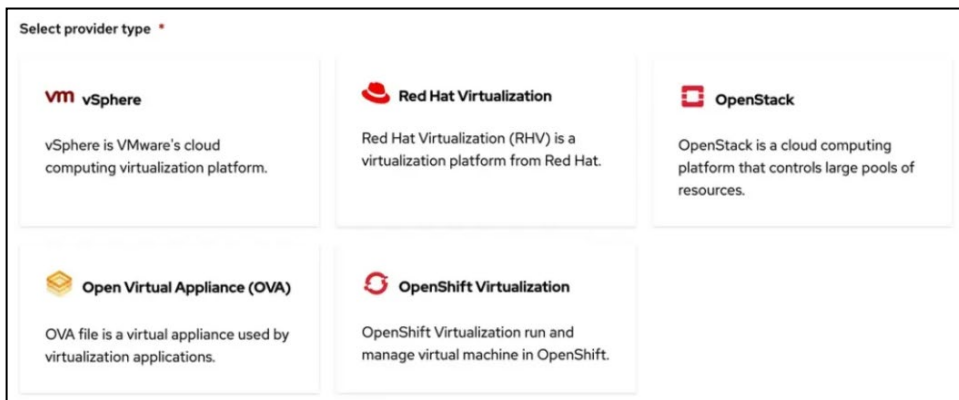 Select provider type *
vm vSphere
vSphere is VMware's cloud
computing virtualization platform.
Red Hat Virtualization
Red Hat Virtualization (RHV) is a
virtualization platform from Red Hat.
OpenStack
OpenStack is a cloud computing
platform that controls large pools of
resources.
Open Virtual Appliance (OVA)
OVA file is a virtual appliance used by
virtualization applications.
OpenShift Virtualization
OpenShift Virtualization run and
manage virtual machine in OpenShift.